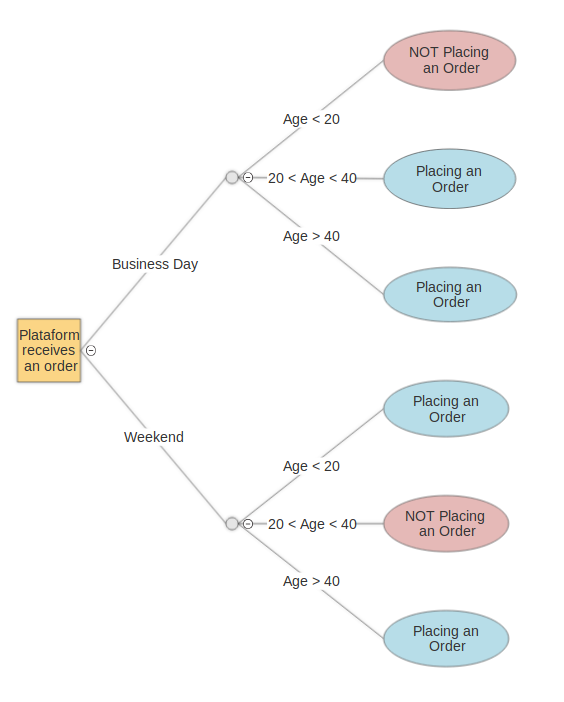 NOT Placing
an Order
Age < 20
20 < Age < 40
Placing an
Order
Age > 40
Placing an
Order
Business Day
Plataform
receives
an order
Weekend
Placing an
Order
Age < 20
20 < Age < 40
NOT Placing
an Order
Age > 40
Placing an
Order